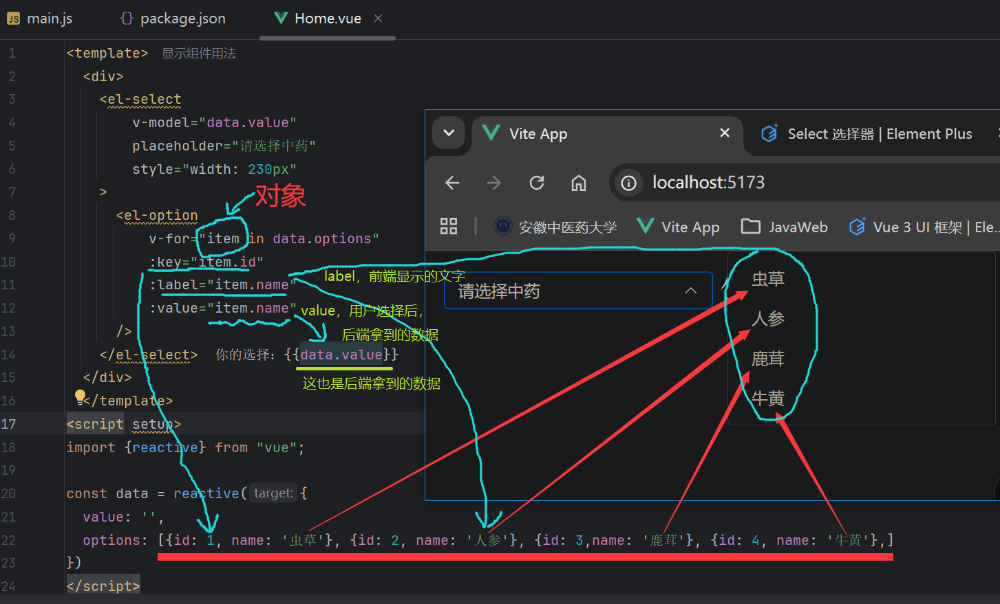 main.js package.json Home.vue
1 <template> 显示组件用法
2 <div>
3 <el-select
4 v-model="data.value"
5 placeholder="请选择中药"
6 style="width: 230px"
7 >
对象
8 <el-option
9 v-for="item in data.options"
10 :key="item.id"
11 :label="item.name"
label，前端显示的文字
12 :value="item.name"
value，用户选择后，
后端拿到的数据
13 />
14 </el-select> 你的选择：{{data.value}}
15 </div>
这也是后端拿到的数据
16 </template>
17 <script setup>
18 import {reactive} from "vue";
19
20 const data = reactive( target: {
21 value: '',
22 options: [{id: 1, name: '虫草'}, {id: 2, name: '人参'}, {id: 3,name: '鹿茸'}, {id: 4, name: '牛黄'},]
23 })
24 </script>
Vite App Select 选择器 | Element Plus
localhost:5173
安徽中医药大学 Vite App JavaWeb Vue 3 UI 框架 | Ele...
请选择中药
虫草
人参
鹿茸
牛黄